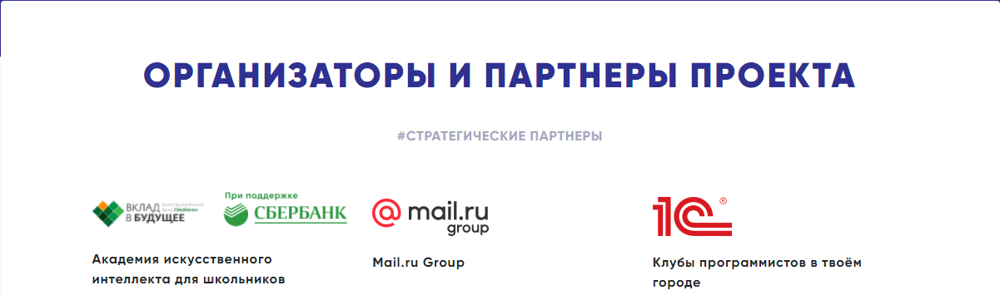 ОРГАНИЗАТОРЫ И ПАРТНЕРЫ ПРОЕКТА
#СТРАТЕГИЧЕСКИЕ ПАРТНЕРЫ
ВКЛАД
В БУДУЩЕЕ
При поддержке
СБЕРБАНК
@mail.ru
group
1С®
Академия искусственного
интеллекта для школьников
Mail.ru Group
Клубы программистов в твоём
городе